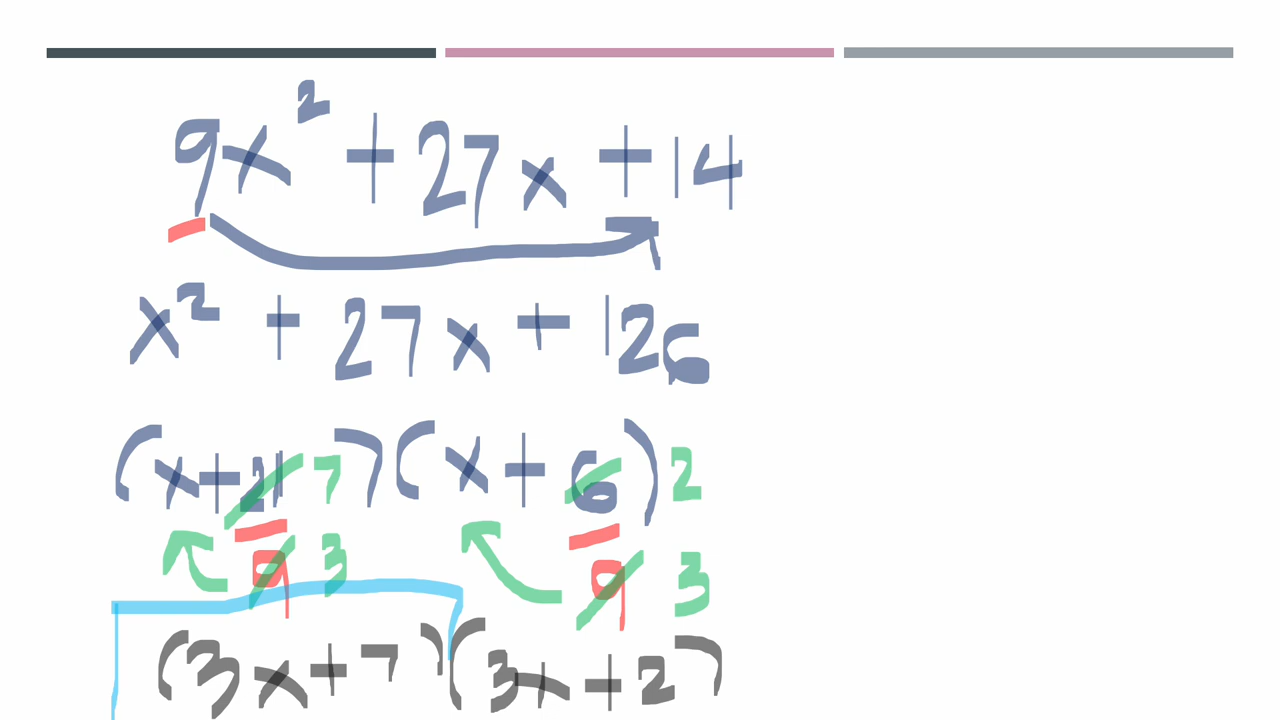 9x² + 27x + 14
x² + 27x + 126
(x + 21 7)(x + 6) 2
9 3 9 3
(3x + 7)(3x + 2)